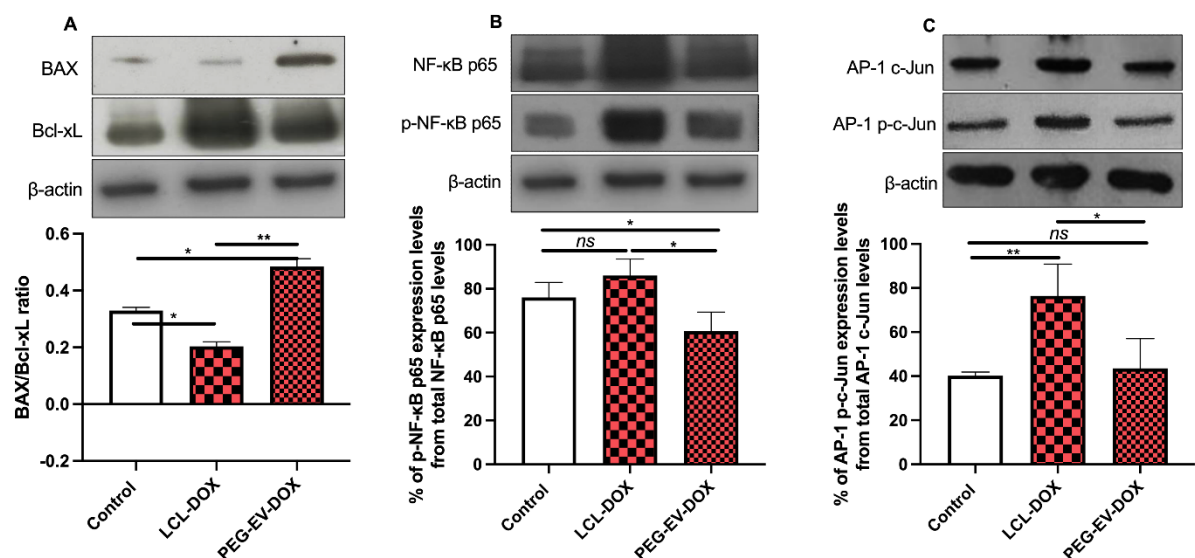 A
BAX
Bcl-xL
β-actin
BAX/Bcl-xL ratio
0.6
0.4
0.2
0.0
-0.2
*
**
*
Control
LCL-DOX
PEG-EV-DOX
B
NF-κB p65
p-NF-κB p65
β-actin
% of p-NF-κB p65 expression levels
from total NF-κB p65 levels
100
80
60
40
20
0
*
ns
*
Control
LCL-DOX
PEG-EV-DOX
C
AP-1 c-Jun
AP-1 p-c-Jun
β-actin
% of AP-1 p-c-Jun expression levels
from total AP-1 c-Jun levels
100
80
60
40
20
0
*
ns
**
Control
LCL-DOX
PEG-EV-DOX